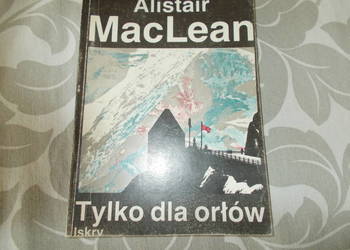 Alistair
MacLean
Tylko dla orłów
Iskry